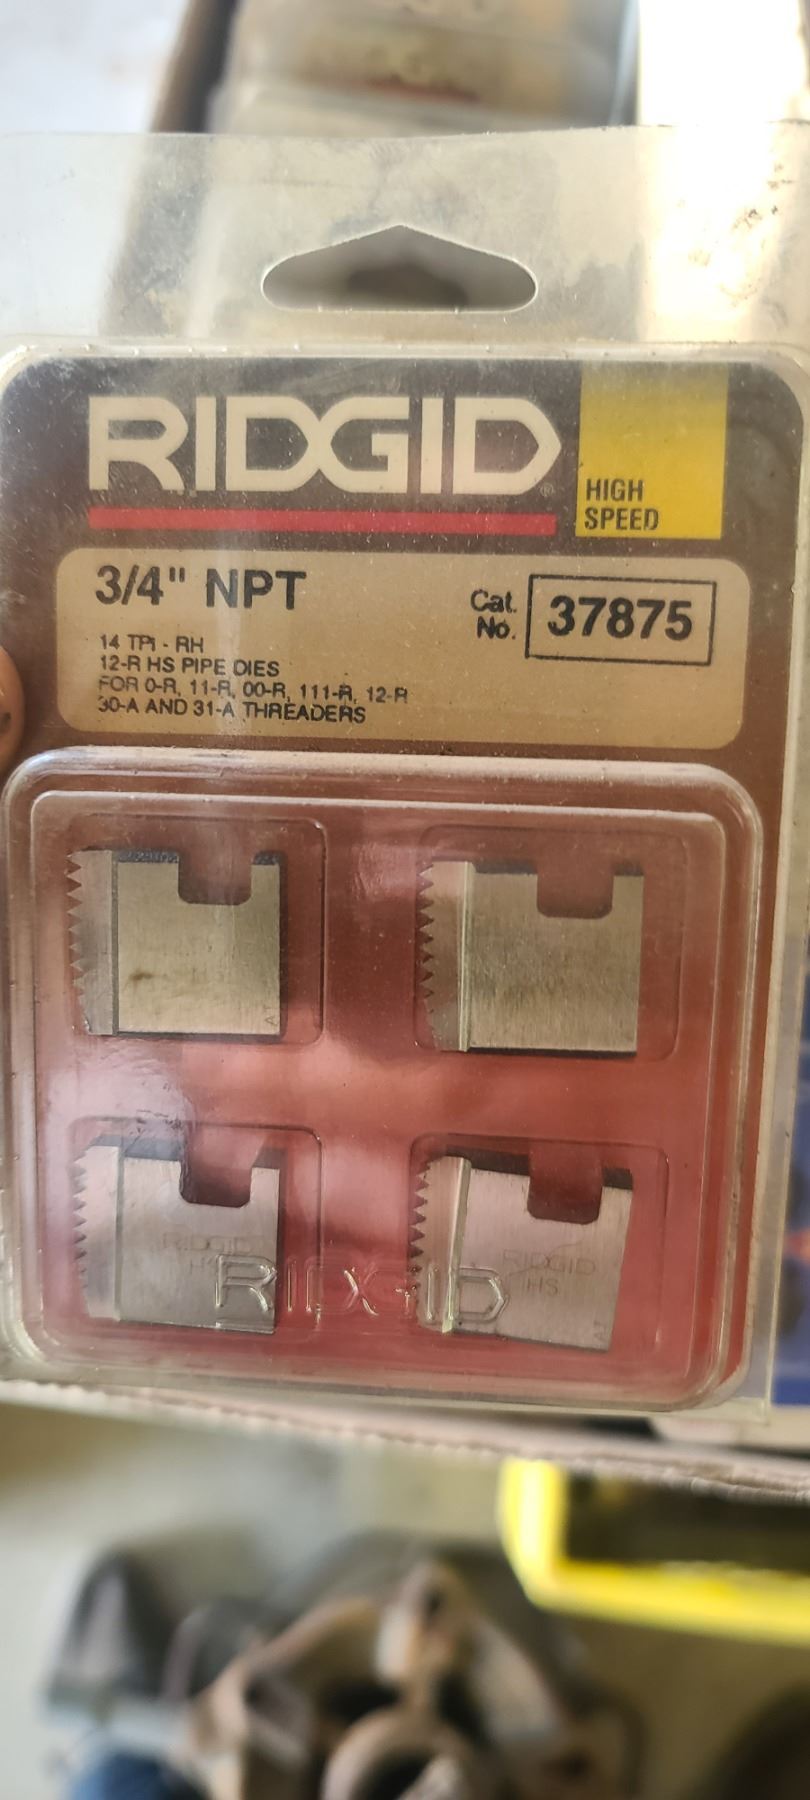 RIDGID®
HIGH
SPEED
3/4" NPT
Cat.
No.
37875
14 TPI - RH
12-R HS PIPE DIES
FOR 0-R, 11-R, 00-R, 111-R, 12-R
30-A AND 31-A THREADERS
RIDGID
RIDGID
HS
RIDGID